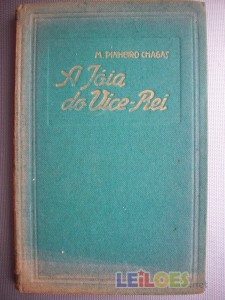 M. PINHEIRO CHAGAS
A Jóia
do Vice-Rei
LEILOES